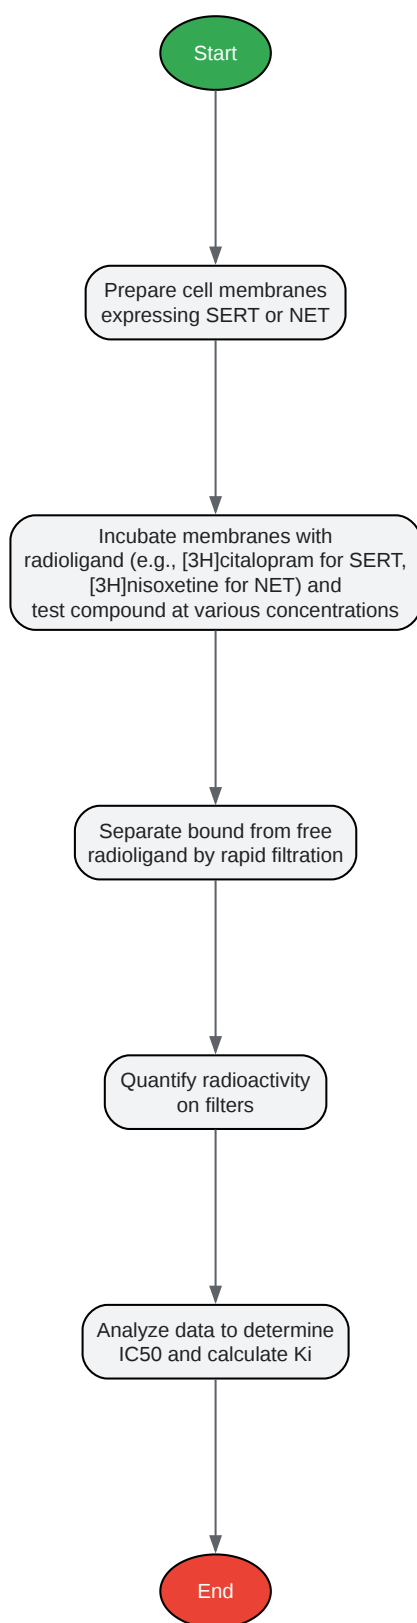 Start
Prepare cell membranes
expressing SERT or NET
Incubate membranes with
radioligand (e.g., [3H]citalopram for SERT,
[3H]nisoxetine for NET) and
test compound at various concentrations
Separate bound from free
radioligand by rapid filtration
Quantify radioactivity
on filters
Analyze data to determine
IC50 and calculate Ki
End